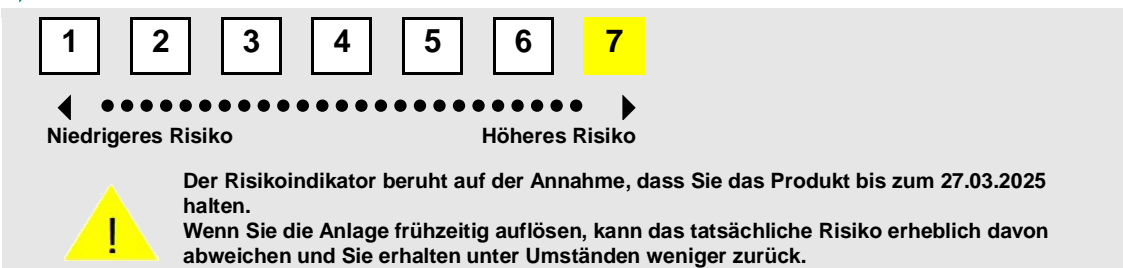 1 2 3 4 5 6 7
Niedrigeres Risiko Höheres Risiko
Der Risikoindikator beruht auf der Annahme, dass Sie das Produkt bis zum 27.03.2025
halten.
! Wenn Sie die Anlage frühzeitig auflösen, kann das tatsächliche Risiko erheblich davon
abweichen und Sie erhalten unter Umständen weniger zurück.